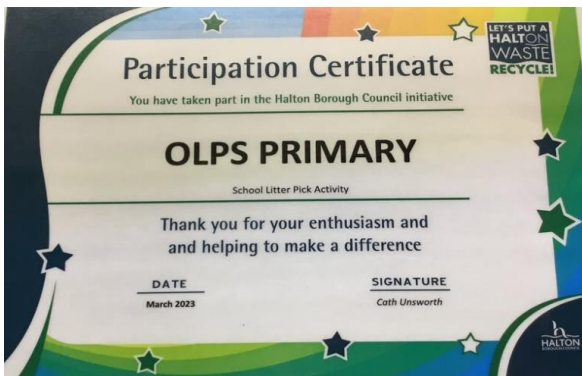 LET'S PUT A
HALTON
WASTE
RECYCLE!
Participation Certificate
You have taken part in the Halton Borough Council initiative
OLPS PRIMARY
School Litter Pick Activity
Thank you for your enthusiasm and
and helping to make a difference
DATE
SIGNATURE
March 2023
Cath Unsworth
HALTON
BOROUGH COUNCIL